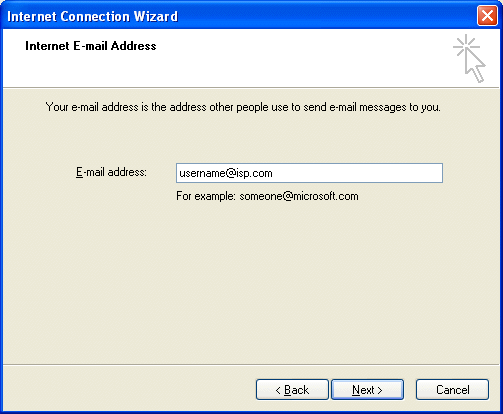 Internet Connection Wizard
Internet E-mail Address
Your e-mail address is the address other people use to send e-mail messages to you.
E-mail address: username@isp.com
For example: someone@microsoft.com
< Back Next > Cancel